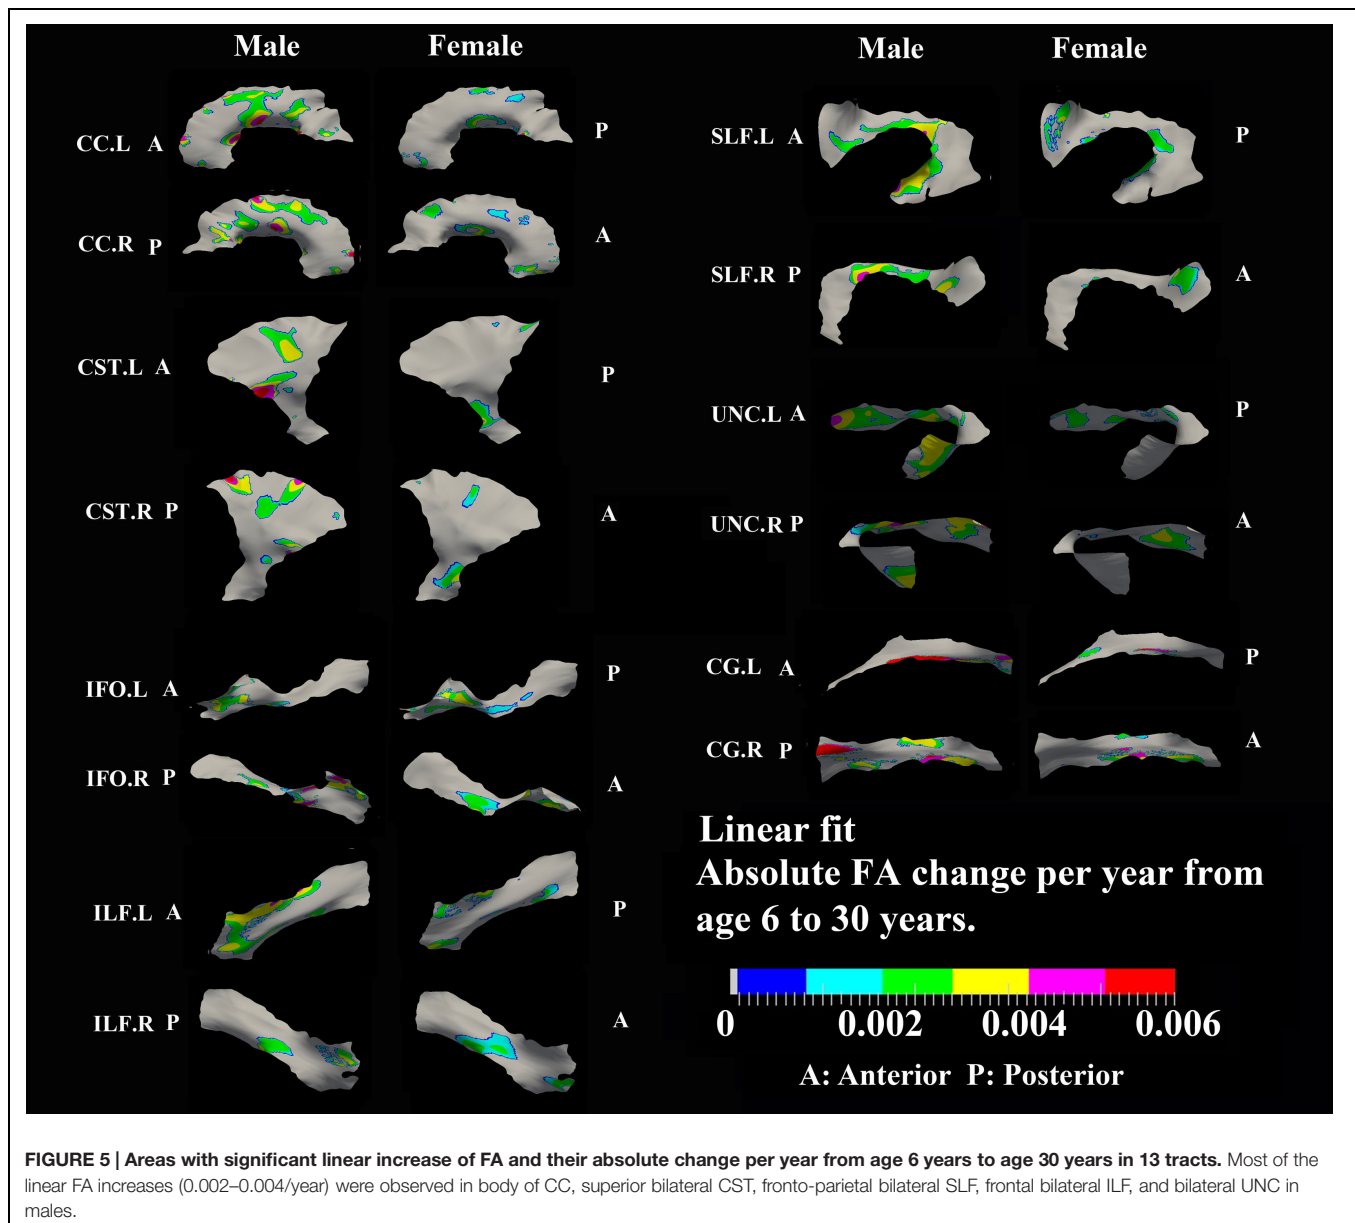 Male Female
CC.L A P
CC.R P A
CST.L A P
CST.R P A
IFO.L A P
IFO.R P A
ILF.L A P
ILF.R P A
Male Female
SLF.L A P
SLF.R P A
UNC.L A P
UNC.R P A
CG.L A P
CG.R P A
Linear fit
Absolute FA change per year from
age 6 to 30 years.
0 0.002 0.004 0.006
A: Anterior P: Posterior
FIGURE 5 | Areas with significant linear increase of FA and their absolute change per year from age 6 years to age 30 years in 13 tracts. Most of the
linear FA increases (0.002–0.004/year) were observed in body of CC, superior bilateral CST, fronto-parietal bilateral SLF, frontal bilateral ILF, and bilateral UNC in
males.